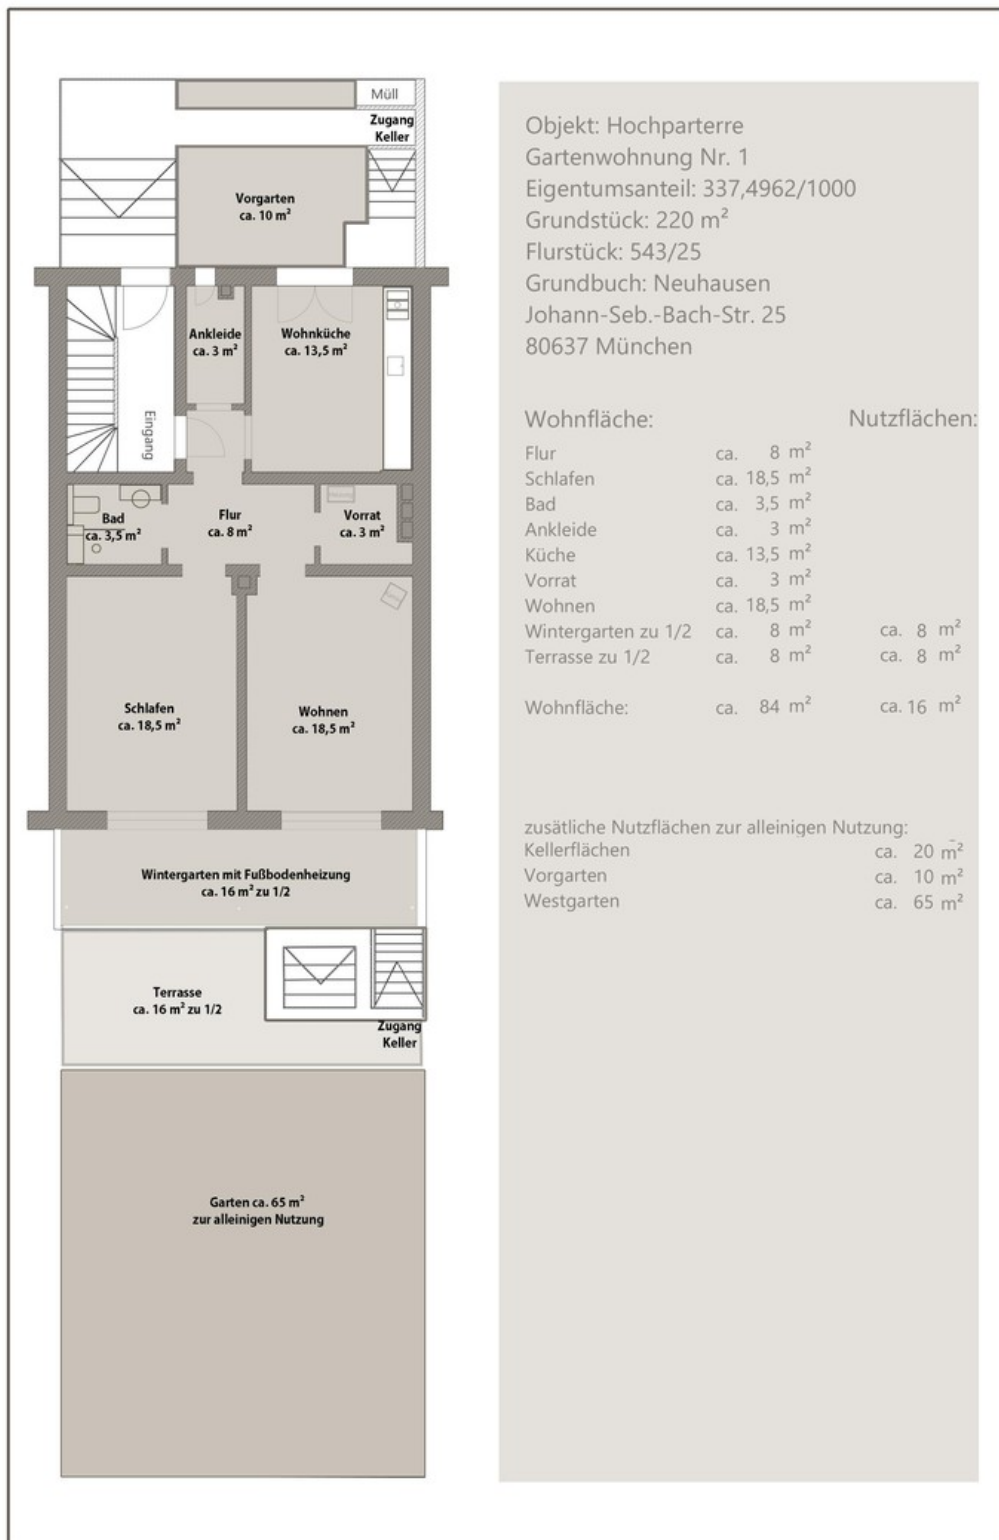 Müll
Zugang
Keller
Vorgarten
ca. 10 m²
Ankleide
ca. 3 m²
Wohnküche
ca. 13,5 m²
Eingang
Bad
ca. 3,5 m²
Flur
ca. 8 m²
Vorrat
ca. 3 m²
Schlafen
ca. 18,5 m²
Wohnen
ca. 18,5 m²
Wintergarten mit Fußbodenheizung
ca. 16 m² zu 1/2
Terrasse
ca. 16 m² zu 1/2
Zugang
Keller
Garten ca. 65 m²
zur alleinigen Nutzung
Objekt: Hochparterre
Gartenwohnung Nr. 1
Eigentumsanteil: 337,4962/1000
Grundstück: 220 m²
Flurstück: 543/25
Grundbuch: Neuhausen
Johann-Seb.-Bach-Str. 25
80637 München
Wohnfläche: Nutzflächen:
Flur ca. 8 m²
Schlafen ca. 18,5 m²
Bad ca. 3,5 m²
Ankleide ca. 3 m²
Küche ca. 13,5 m²
Vorrat ca. 3 m²
Wohnen ca. 18,5 m²
Wintergarten zu 1/2 ca. 8 m² ca. 8 m²
Terrasse zu 1/2 ca. 8 m² ca. 8 m²
Wohnfläche: ca. 84 m² ca. 16 m²
zusätliche Nutzflächen zur alleinigen Nutzung:
Kellerflächen ca. 20 m²
Vorgarten ca. 10 m²
Westgarten ca. 65 m²